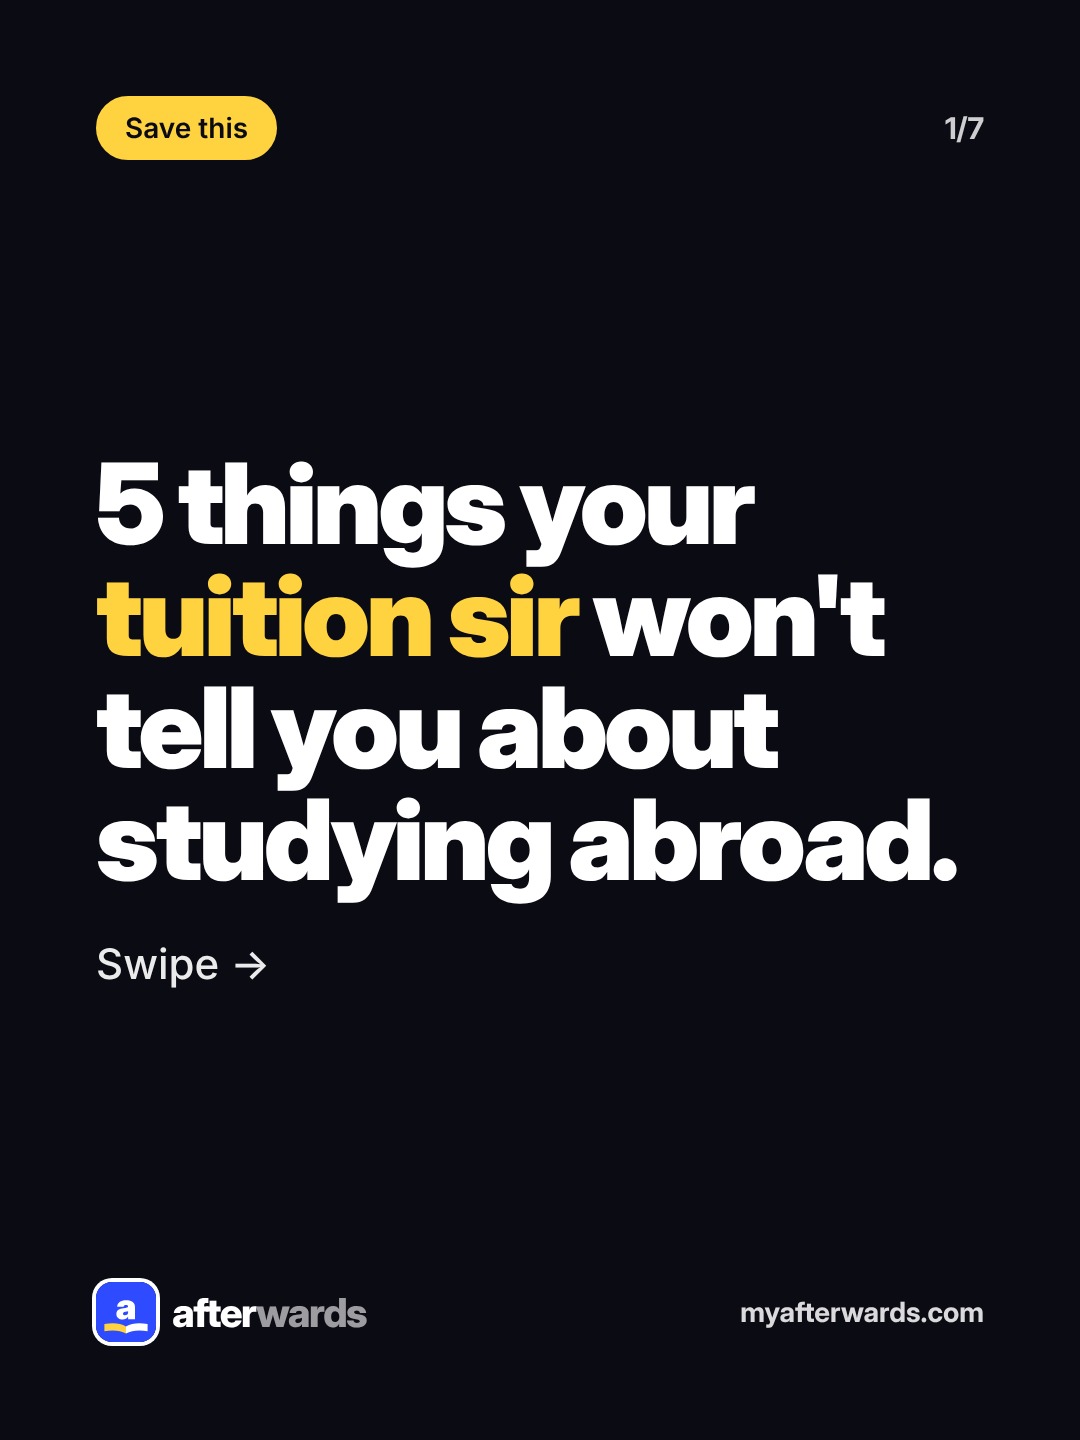 Save this
1/7
5 things your
tuition sir won't
tell you about
studying abroad.
Swipe →
a
afterwards
myafterwards.com